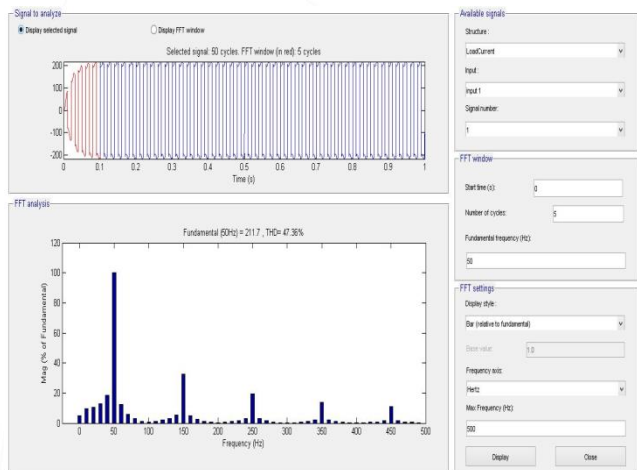 Signal to analyze
Display selected signal
Display FFT window
Selected signal: 50 cycles. FFT window (in red): 5 cycles
200
100
0
-100
-200
0 0.1 0.2 0.3 0.4 0.5 0.6 0.7 0.8 0.9 1
Time (s)
FFT analysis
Fundamental (50Hz) = 211.7 , THD= 47.36%
Mag (% of Fundamental)
120
100
80
60
40
20
0
0 50 100 150 200 250 300 350 400 450 500
Frequency (Hz)
Available signals
Structure :
LoadCurrent
Input :
input 1
Signal number:
1
FFT window
Start time (s):
0
Number of cycles:
5
Fundamental frequency (Hz):
50
FFT settings
Display style :
Bar (relative to fundamental)
Base value:
1.0
Frequency axis:
Hertz
Max Frequency (Hz):
500
Display
Close